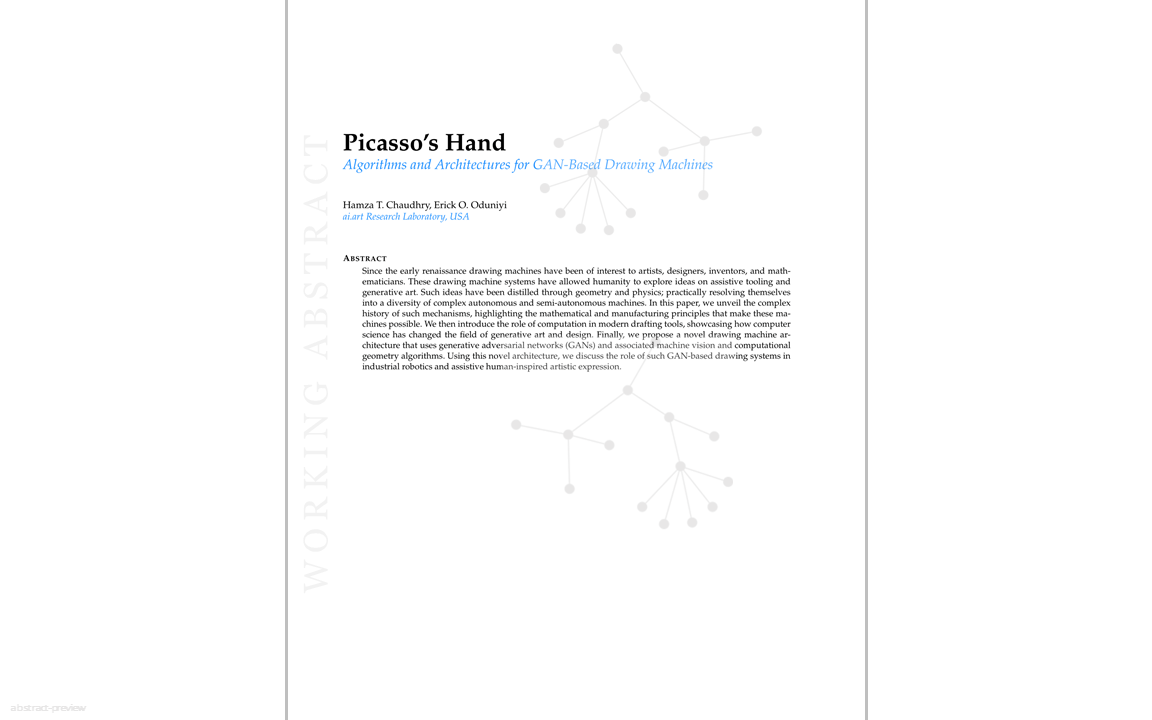 Picasso's Hand
Algorithms and Architectures for GAN-Based Drawing Machines
Hamza T. Chaudhry, Erick O. Oduniyi
ai.art Research Laboratory, USA
WORKING ABSTRACT
Abstract
Since the early renaissance drawing machines have been of interest to artists, designers, inventors, and math-
ematicians. These drawing machine systems have allowed humanity to explore ideas on assistive tooling and
generative art. Such ideas have been distilled through geometry and physics; practically resolving themselves
into a diversity of complex autonomous and semi-autonomous machines. In this paper, we unveil the complex
history of such mechanisms, highlighting the mathematical and manufacturing principles that make these ma-
chines possible. We then introduce the role of computation in modern drafting tools, showcasing how computer
science has changed the field of generative art and design. Finally, we propose a novel drawing machine ar-
chitecture that uses generative adversarial networks (GANs) and associated machine vision and computational
geometry algorithms. Using this novel architecture, we discuss the role of such GAN-based drawing systems in
industrial robotics and assistive human-inspired artistic expression.
abstract-preview